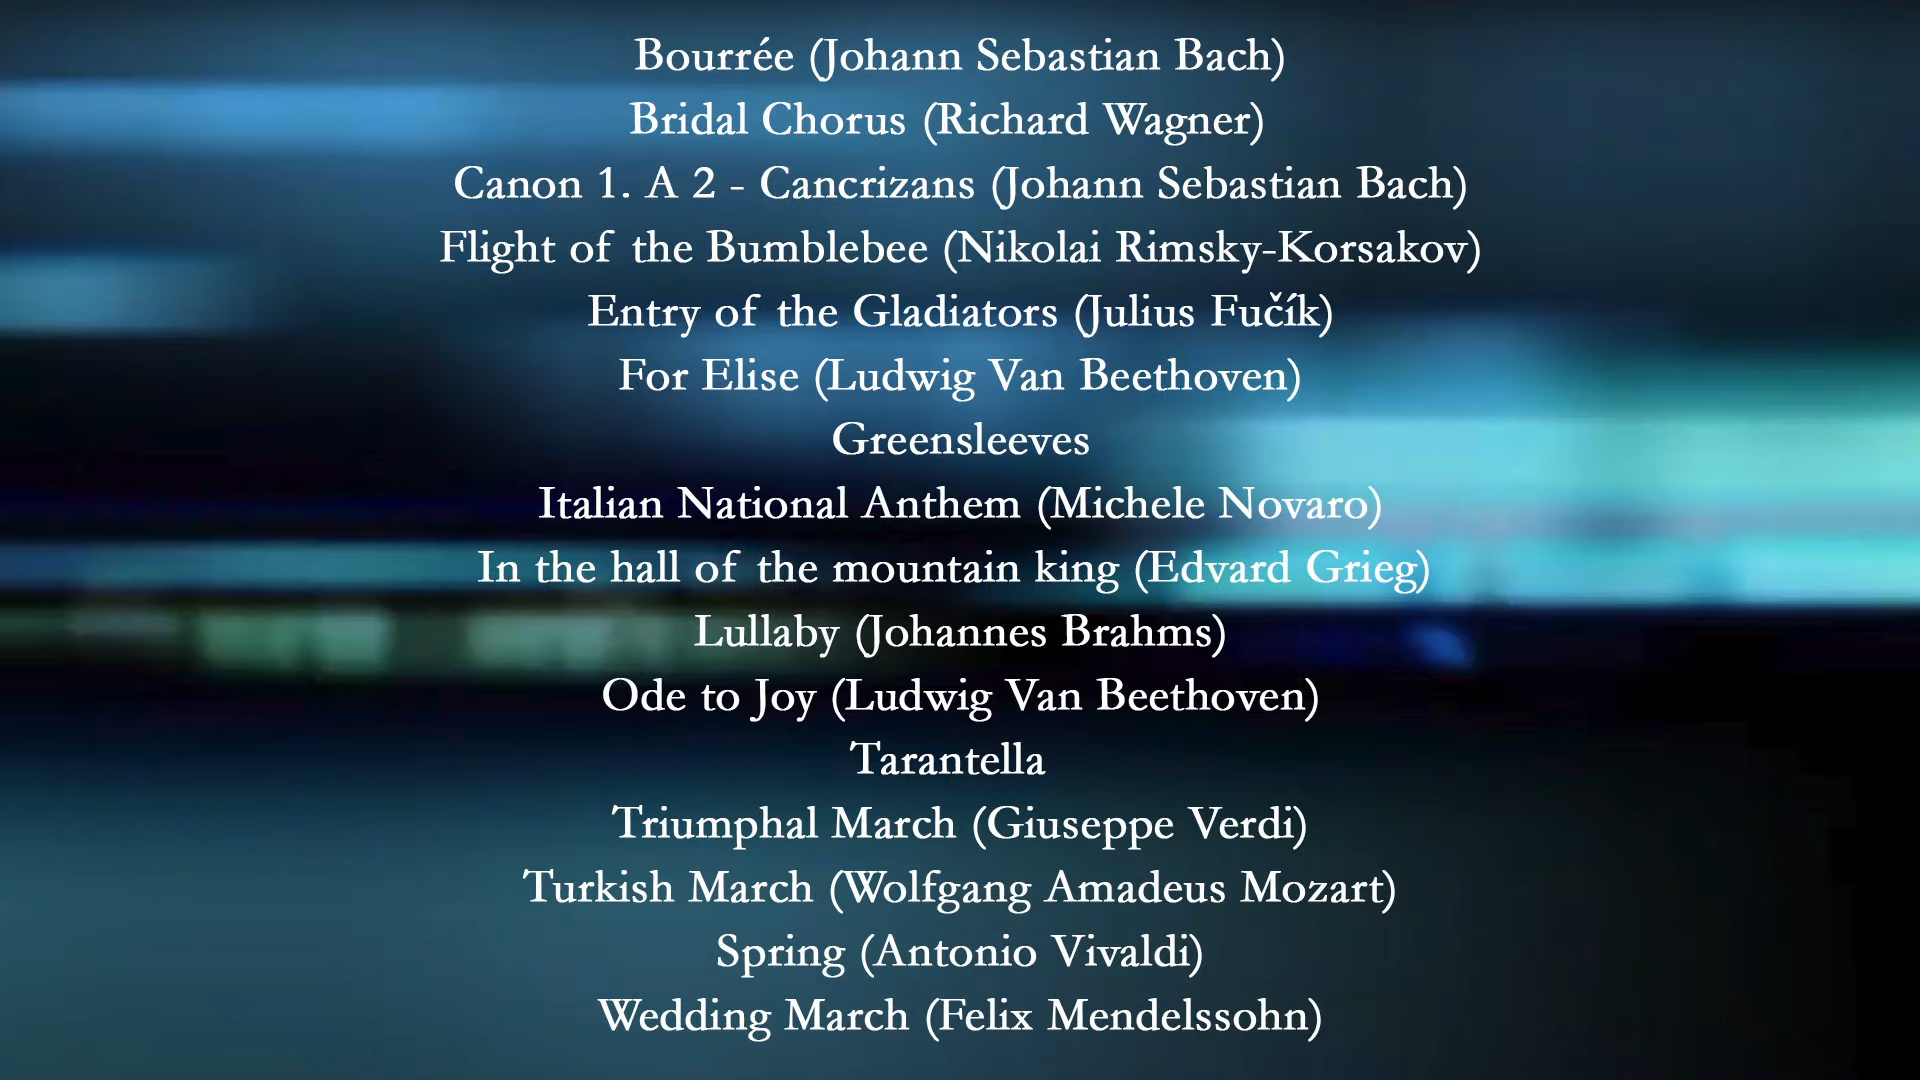 Bourrée (Johann Sebastian Bach)
Bridal Chorus (Richard Wagner)
Canon 1. A 2 - Cancrizans (Johann Sebastian Bach)
Flight of the Bumblebee (Nikolai Rimsky-Korsakov)
Entry of the Gladiators (Julius Fučík)
For Elise (Ludwig Van Beethoven)
Greensleeves
Italian National Anthem (Michele Novaro)
In the hall of the mountain king (Edvard Grieg)
Lullaby (Johannes Brahms)
Ode to Joy (Ludwig Van Beethoven)
Tarantella
Triumphal March (Giuseppe Verdi)
Turkish March (Wolfgang Amadeus Mozart)
Spring (Antonio Vivaldi)
Wedding March (Felix Mendelssohn)